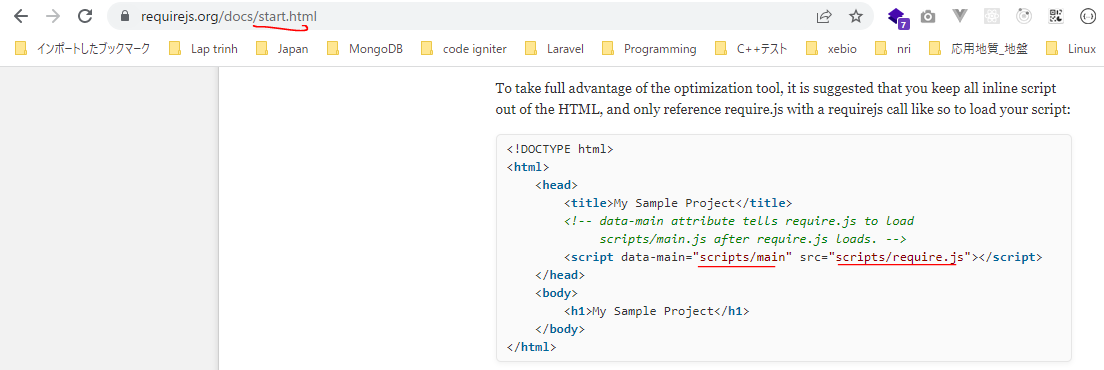 requirejs.org/docs/start.html
7
インポートしたブックマーク Lap trinh Japan MongoDB code igniter Laravel Programming C++テスト xebio nri 応用地質_地盤 Linux
To take full advantage of the optimization tool, it is suggested that you keep all inline script
out of the HTML, and only reference require.js with a requirejs call like so to load your script:
<!DOCTYPE html>
<html>
    <head>
        <title>My Sample Project</title>
        <!-- data-main attribute tells require.js to load
             scripts/main.js after require.js loads. -->
        <script data-main="scripts/main" src="scripts/require.js"></script>
    </head>
    <body>
        <h1>My Sample Project</h1>
    </body>
</html>